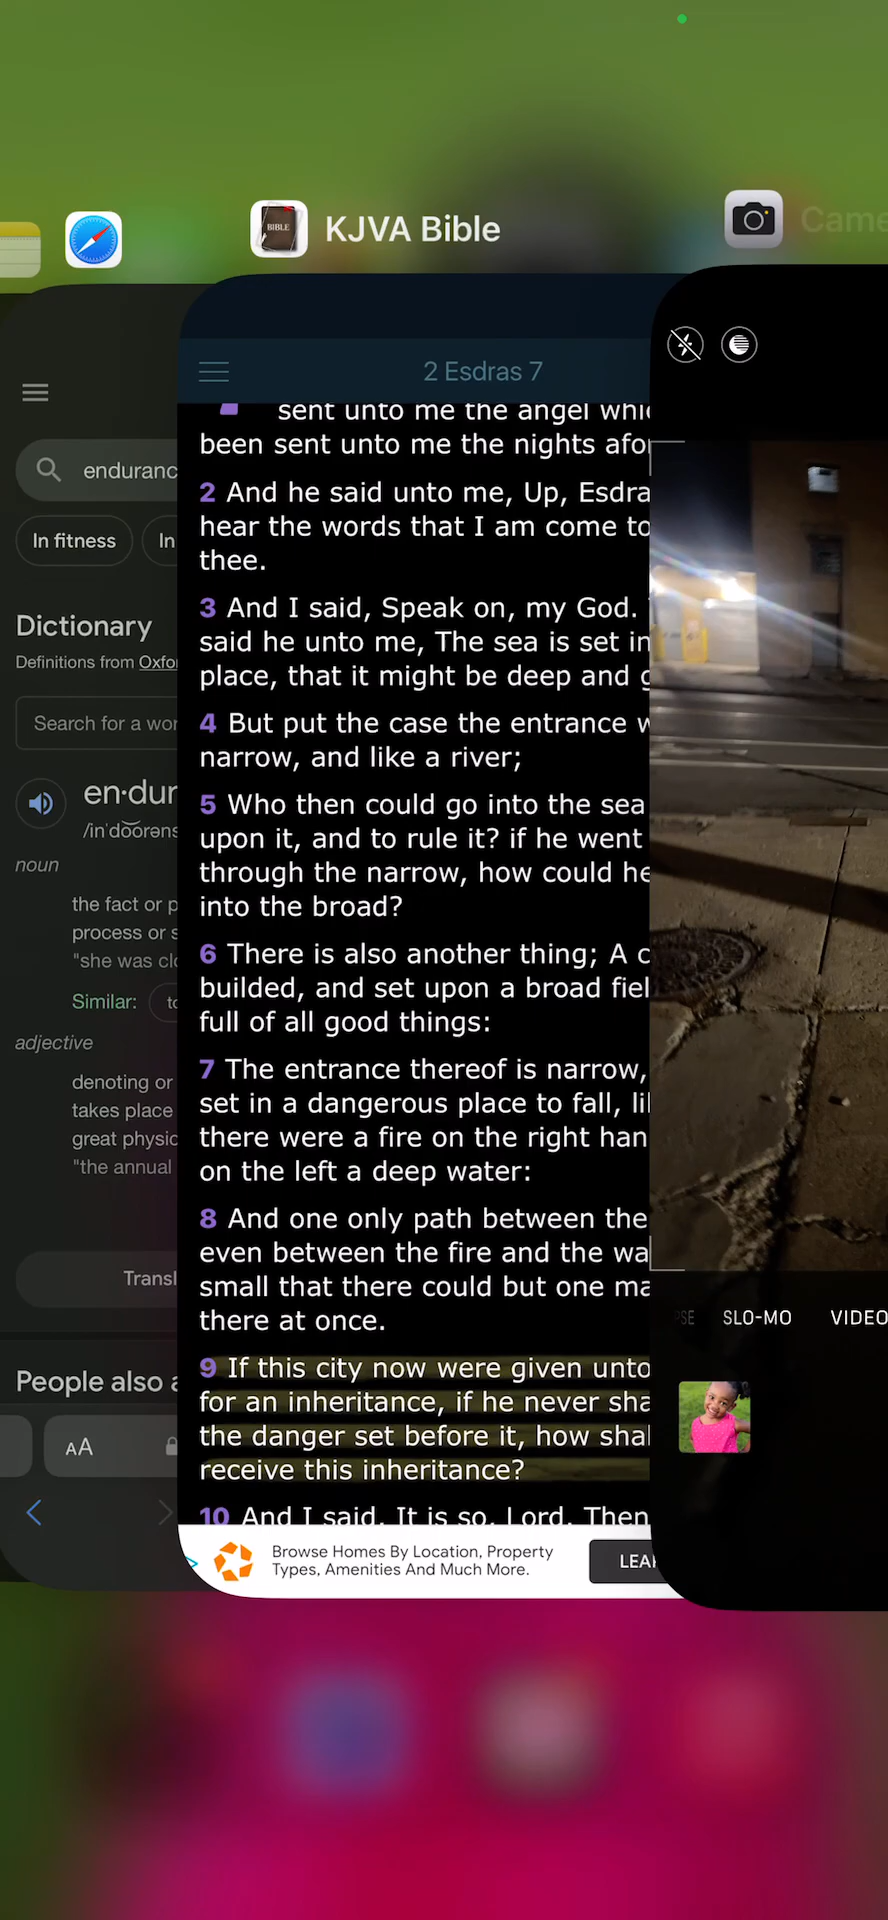 KJVA Bible
Came
enduranc
In fitness
In
Dictionary
Definitions from Oxfo
Search for a wor
en·dur
/inˈdo͝orəns
noun
the fact or p
process or s
"she was clo
Similar:
to
adjective
denoting or
takes place
great physic
"the annual
Transl
People also a
AA
2 Esdras 7
sent unto me the angel whic
been sent unto me the nights afor
2 And he said unto me, Up, Esdra
hear the words that I am come to
thee.
3 And I said, Speak on, my God.
said he unto me, The sea is set in
place, that it might be deep and g
4 But put the case the entrance w
narrow, and like a river;
5 Who then could go into the sea
upon it, and to rule it? if he went
through the narrow, how could he
into the broad?
6 There is also another thing; A c
builded, and set upon a broad fiel
full of all good things:
7 The entrance thereof is narrow,
set in a dangerous place to fall, li
there were a fire on the right han
on the left a deep water:
8 And one only path between the
even between the fire and the wa
small that there could but one ma
there at once.
9 If this city now were given unto
for an inheritance, if he never sha
the danger set before it, how shal
receive this inheritance?
10 And I said, It is so, Lord. Then
Browse Homes By Location, Property
Types, Amenities And Much More.
LEA
PSE
SLO-MO
VIDEO